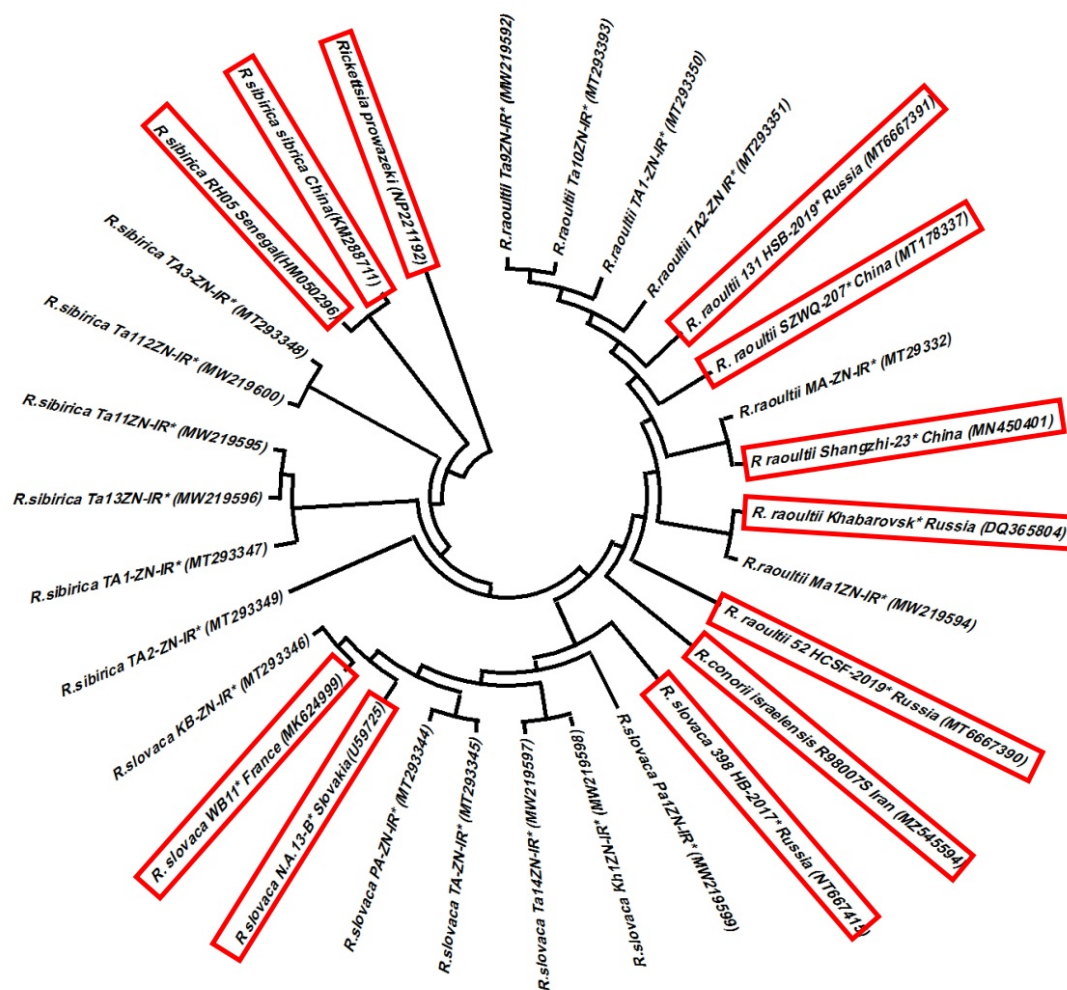 R.raoultii Ta9ZN-IR* (MW219592)
R.raoultii Ta10ZN-IR* (MT293393)
R.raoultii TA1-ZN-IR* (MT293350)
R.raoultii TA2-ZN IR* (MT293351)
R. raoultii 131 HSB-2019* Russia (MT6667391)
R. raoultii SZWQ-207* China (MT178337)
R.raoultii MA-ZN-IR* (MT29332)
R raoultii Shangzhi-23* China (MN450401)
R. raoultii Khabarovsk* Russia (DQ365804)
R.raoultii Ma1ZN-IR* (MW219594)
R. raoultii 52 HCSF-2019* Russia (MT6667390)
R.conorii israelensis R98007S Iran (MZ545594)
R. slovaca 398 HB-2017* Russia (NT667415)
R.slovaca Pa1ZN-IR* (MW219599)
R.slovaca Kh1ZN-IR* (MW219598)
R.slovaca Ta14ZN-IR* (MW219597)
R.slovaca TA-ZN-IR* (MT293345)
R.slovaca PA-ZN-IR* (MT293344)
R slovaca N.A.13-B* Slovakia(U59725)
R. slovaca WB11* France (MK624999)
R.slovaca KB-ZN-IR* (MT293346)
R.sibirica TA2-ZN-IR* (MT293349)
R.sibirica TA1-ZN-IR* (MT293347)
R.sibirica Ta13ZN-IR* (MW219596)
R.sibirica Ta11ZN-IR* (MW219595)
R.sibirica Ta112ZN-IR* (MW219600)
R.sibirica TA3-ZN-IR* (MT293348)
R sibirica RH05 Senegal(HM050296)
R sibirica sibrica China(KM288711)
Rickettsia prowazeki (NP221192)